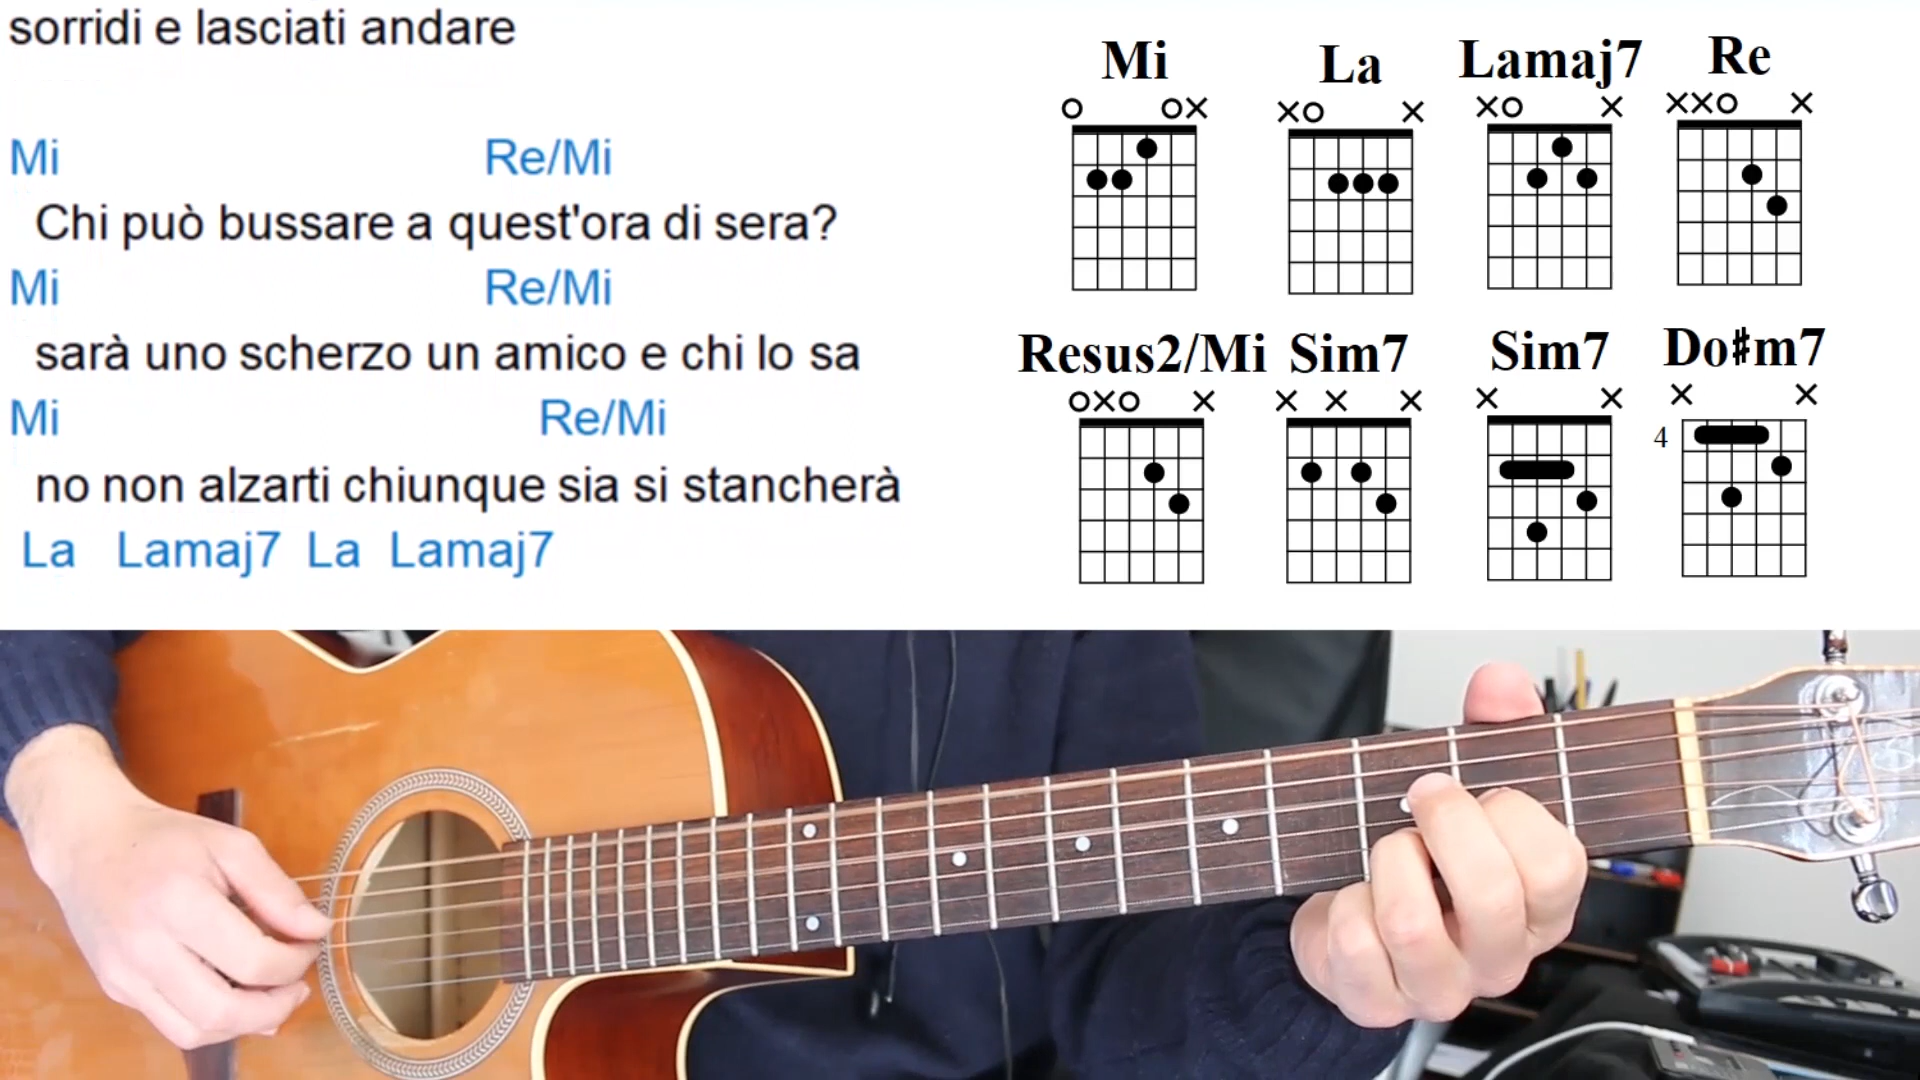 sorridi e lasciati andare
Mi Re/Mi
Chi può bussare a quest'ora di sera?
Mi Re/Mi
sarà uno scherzo un amico e chi lo sa
Mi Re/Mi
no non alzarti chiunque sia si stancherà
La Lamaj7 La Lamaj7
Mi La Lamaj7 Re
Resus2/Mi Sim7 Sim7 Do♯m7
4